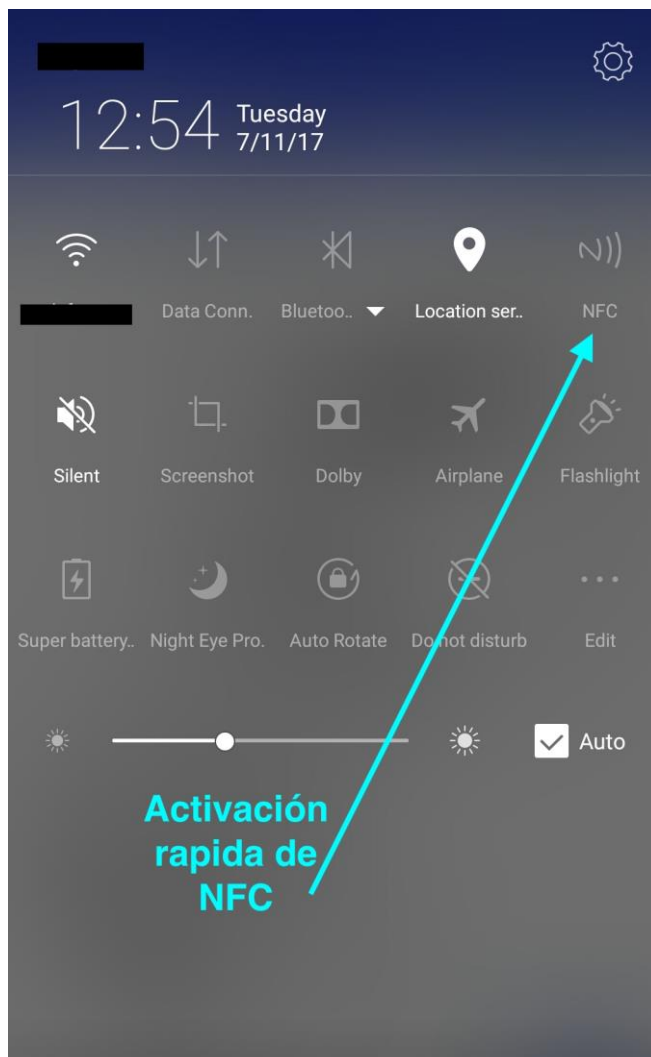 12:54 Tuesday
7/11/17
Data Conn. Bluetoo.. Location ser.. NFC
Silent Screenshot Dolby Airplane Flashlight
Super battery.. Night Eye Pro. Auto Rotate Do not disturb Edit
Auto
Activación
rapida de
NFC